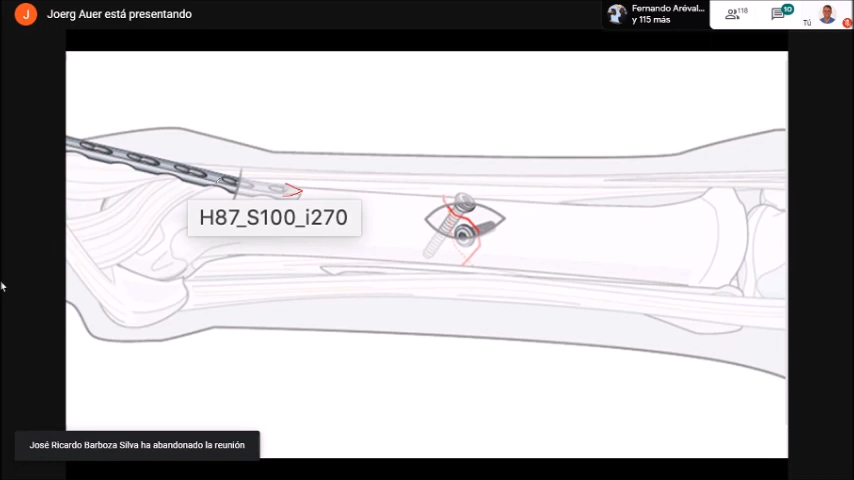 J
Joerg Auer está presentando
Fernando Aréval...
y 115 más
118
10
Tú
H87_S100_i270
José Ricardo Barboza Silva ha abandonado la reunión